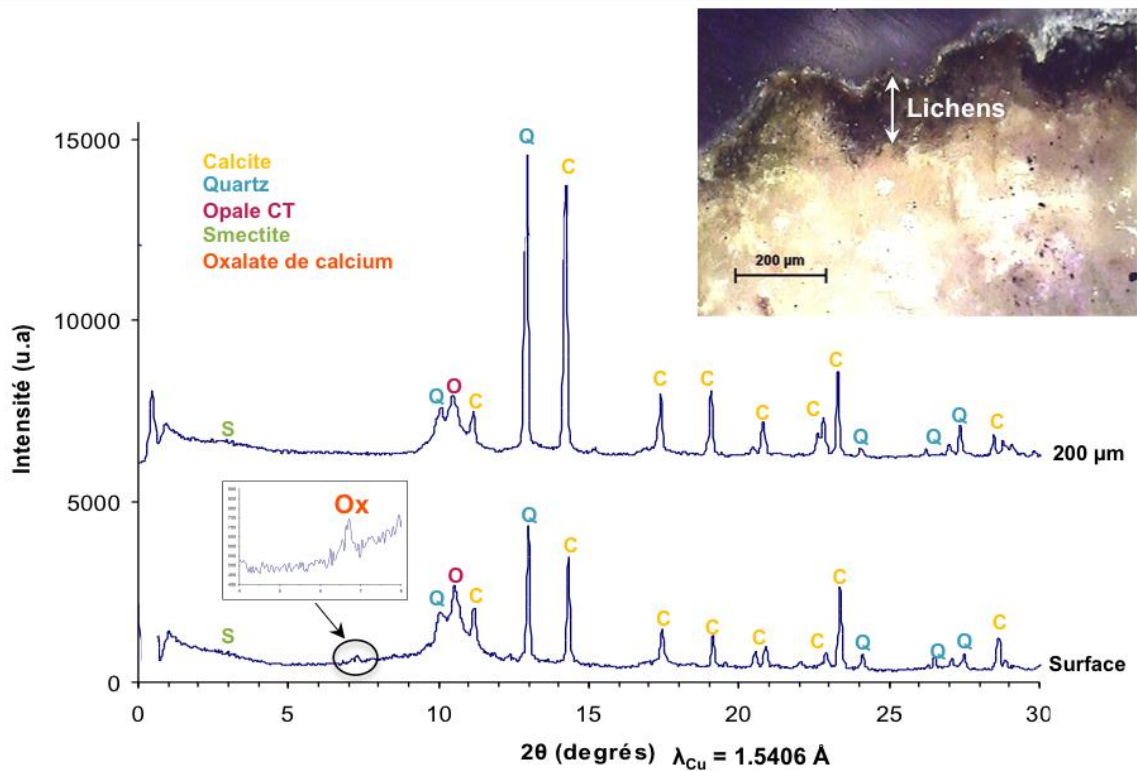 Lichens
200 µm
15000
10000
5000
0
Intensité (u.a)
Calcite
Quartz
Opale CT
Smectite
Oxalate de calcium
Q
C
S
Q
O
C
C
C
C
C
C
Q
Q
Q
C
200 µm
Ox
S
Q
O
C
Q
C
C
C
C
C
C
Q
Q
Q
C
Surface
0 5 10 15 20 25 30
2θ (degrés) λCu = 1.5406 Å